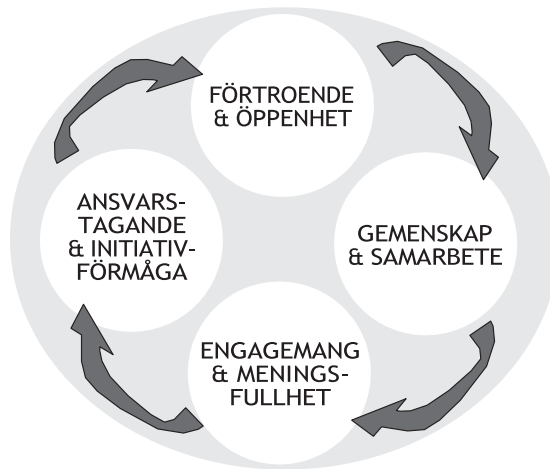 FÖRTROENDE
& ÖPPENHET
GEMENSKAP
& SAMARBETE
ENGAGEMANG
& MENINGS-
FULLHET
ANSVARS-
TAGANDE
& INITIATIV-
FÖRMÅGA